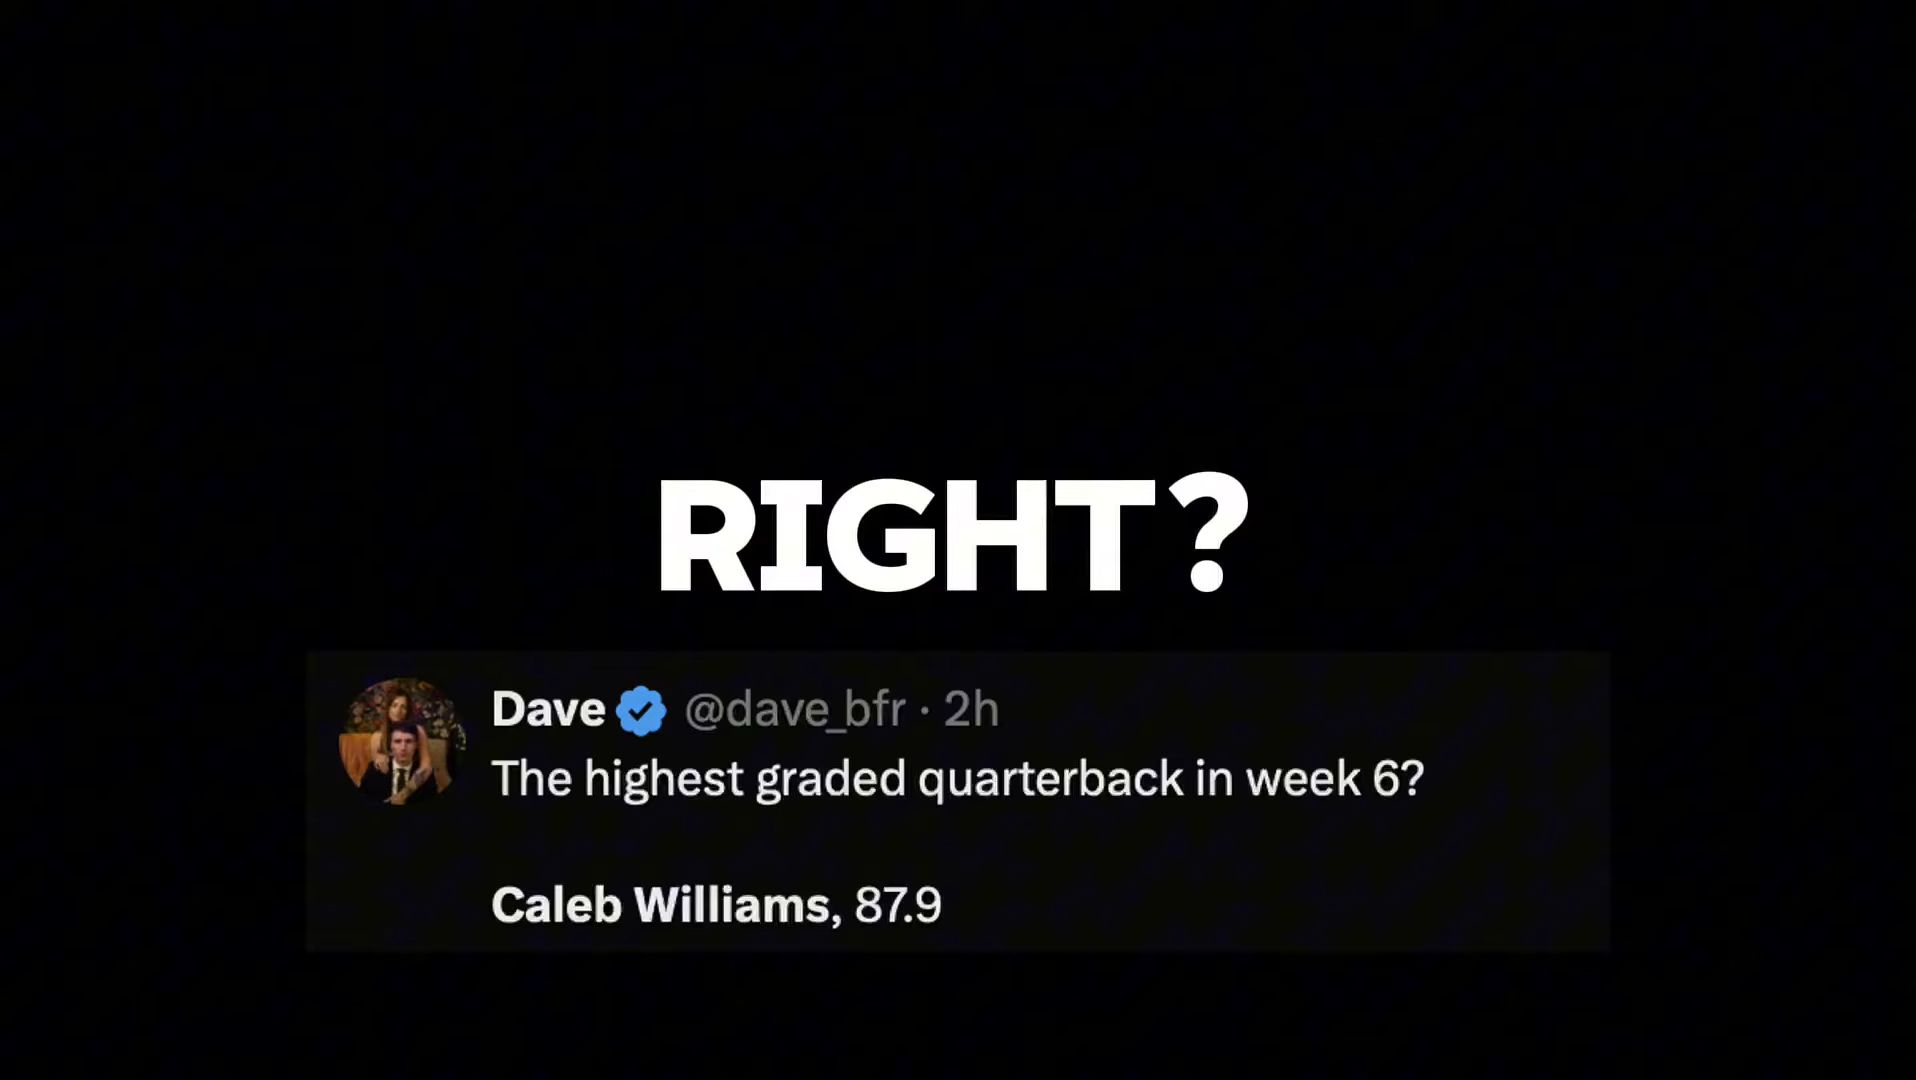 RIGHT?
Dave @dave_bfr · 2h
The highest graded quarterback in week 6?
Caleb Williams, 87.9